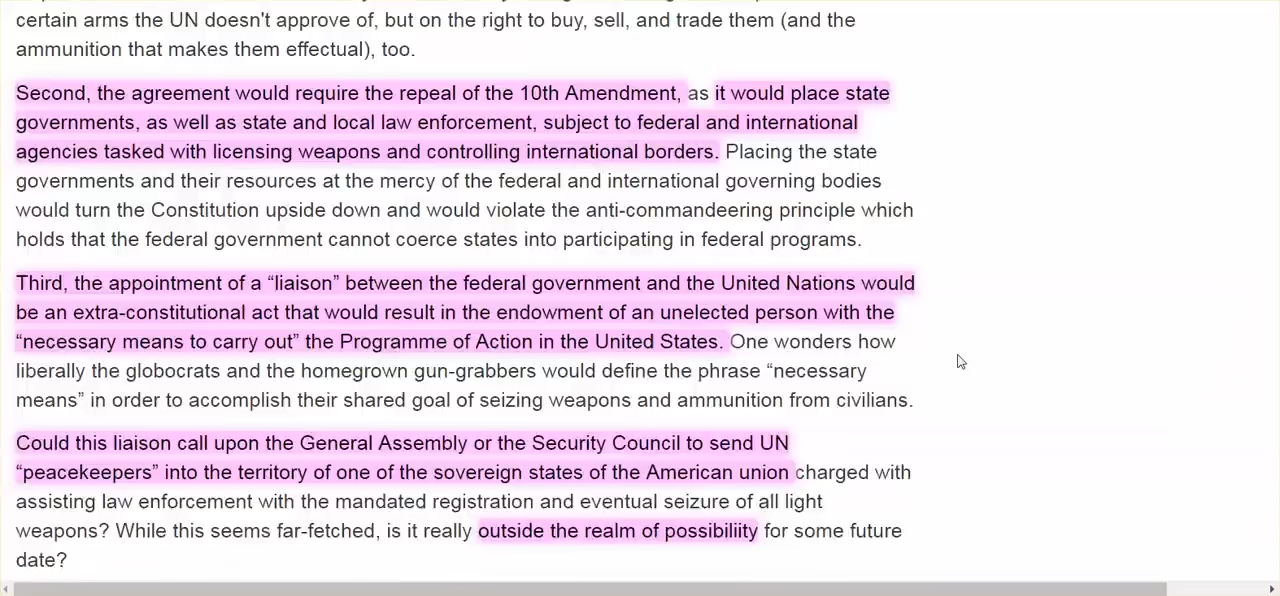 certain arms the UN doesn't approve of, but on the right to buy, sell, and trade them (and the
ammunition that makes them effectual), too.
Second, the agreement would require the repeal of the 10th Amendment, as it would place state
governments, as well as state and local law enforcement, subject to federal and international
agencies tasked with licensing weapons and controlling international borders. Placing the state
governments and their resources at the mercy of the federal and international governing bodies
would turn the Constitution upside down and would violate the anti-commandeering principle which
holds that the federal government cannot coerce states into participating in federal programs.
Third, the appointment of a “liaison” between the federal government and the United Nations would
be an extra-constitutional act that would result in the endowment of an unelected person with the
“necessary means to carry out” the Programme of Action in the United States. One wonders how
liberally the globocrats and the homegrown gun-grabbers would define the phrase “necessary
means” in order to accomplish their shared goal of seizing weapons and ammunition from civilians.
Could this liaison call upon the General Assembly or the Security Council to send UN
“peacekeepers” into the territory of one of the sovereign states of the American union charged with
assisting law enforcement with the mandated registration and eventual seizure of all light
weapons? While this seems far-fetched, is it really outside the realm of possibiliity for some future
date?